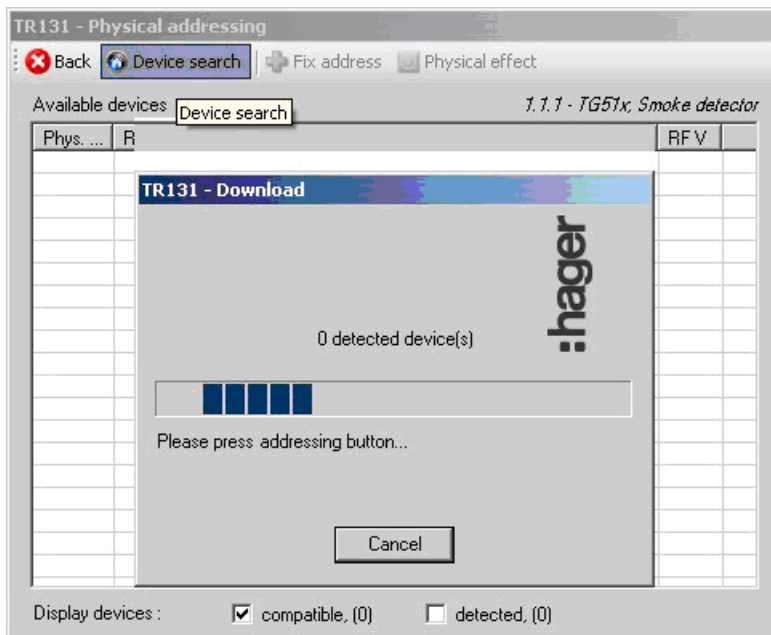 TR131 - Physical addressing
Back Device search Fix address Physical effect
Available devices 1.1.1 - TG51x, Smoke detector
Device search
Phys. ... R RF V
TR131 - Download
:hager
0 detected device(s)
Please press addressing button...
Cancel
Display devices : compatible, (0) detected, (0)